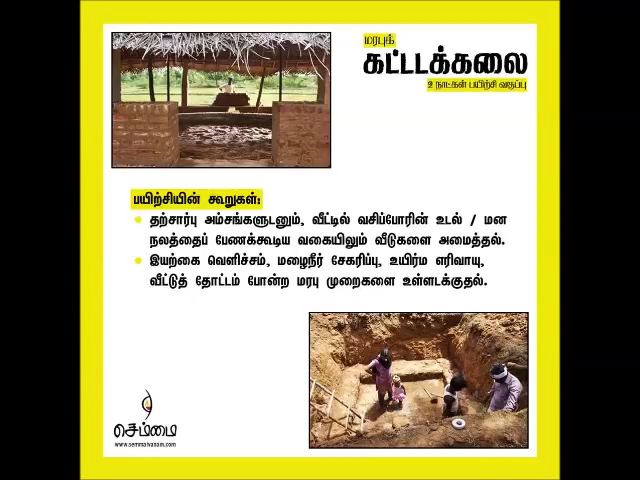 மரபுக்
கட்டடக்கலை
உ நாட்கள் பயிற்சி வகுப்பு
பயிற்சியின் கூறுகள்:
தற்சார்பு அம்சங்களுடனும், வீட்டில் வசிப்போரின் உடல் / மன
நலத்தைப் பேணக்கூடிய வகையிலும் வீடுகளை அமைத்தல்.
இயற்கை வெளிச்சம், மழைநீர் சேகரிப்பு, உயிர்ம எரிவாயு,
வீட்டுத் தோட்டம் போன்ற மரபு முறைகளை உள்ளடக்குதல்.
செம்மை
www.semmaivanam.com